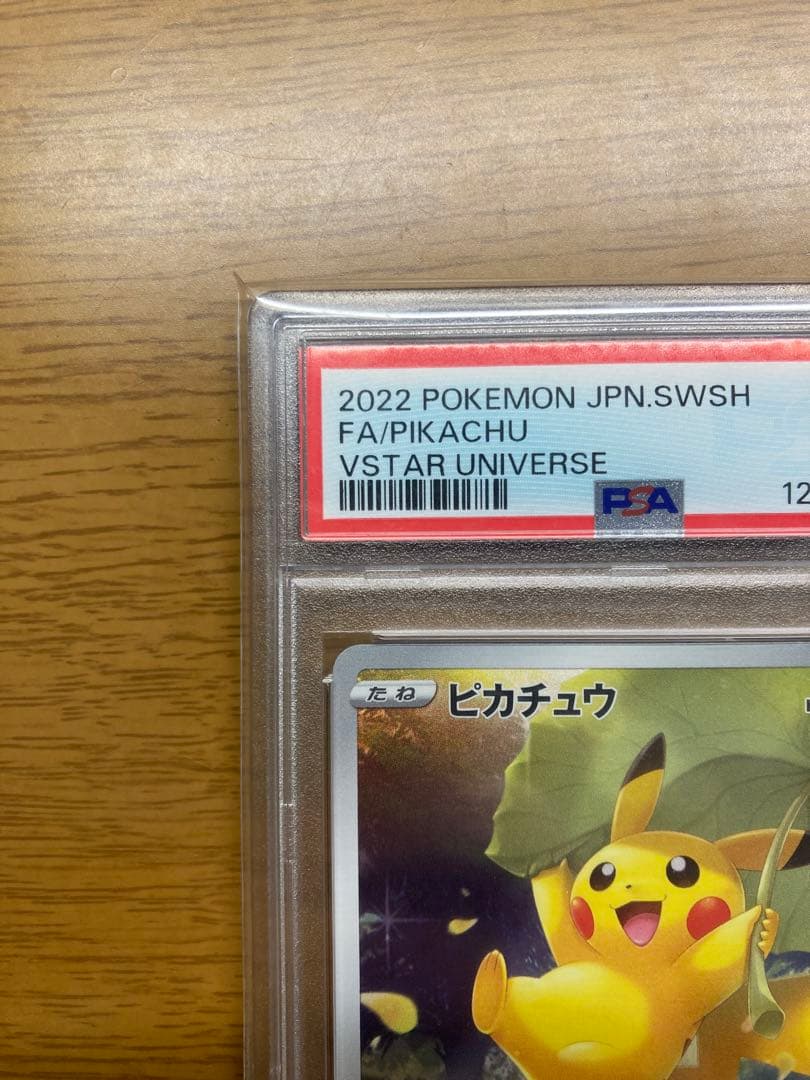 2022 POKEMON JPN.SWSH
FA/PIKACHU
VSTAR UNIVERSE
PSA
12
たね ピカチュウ